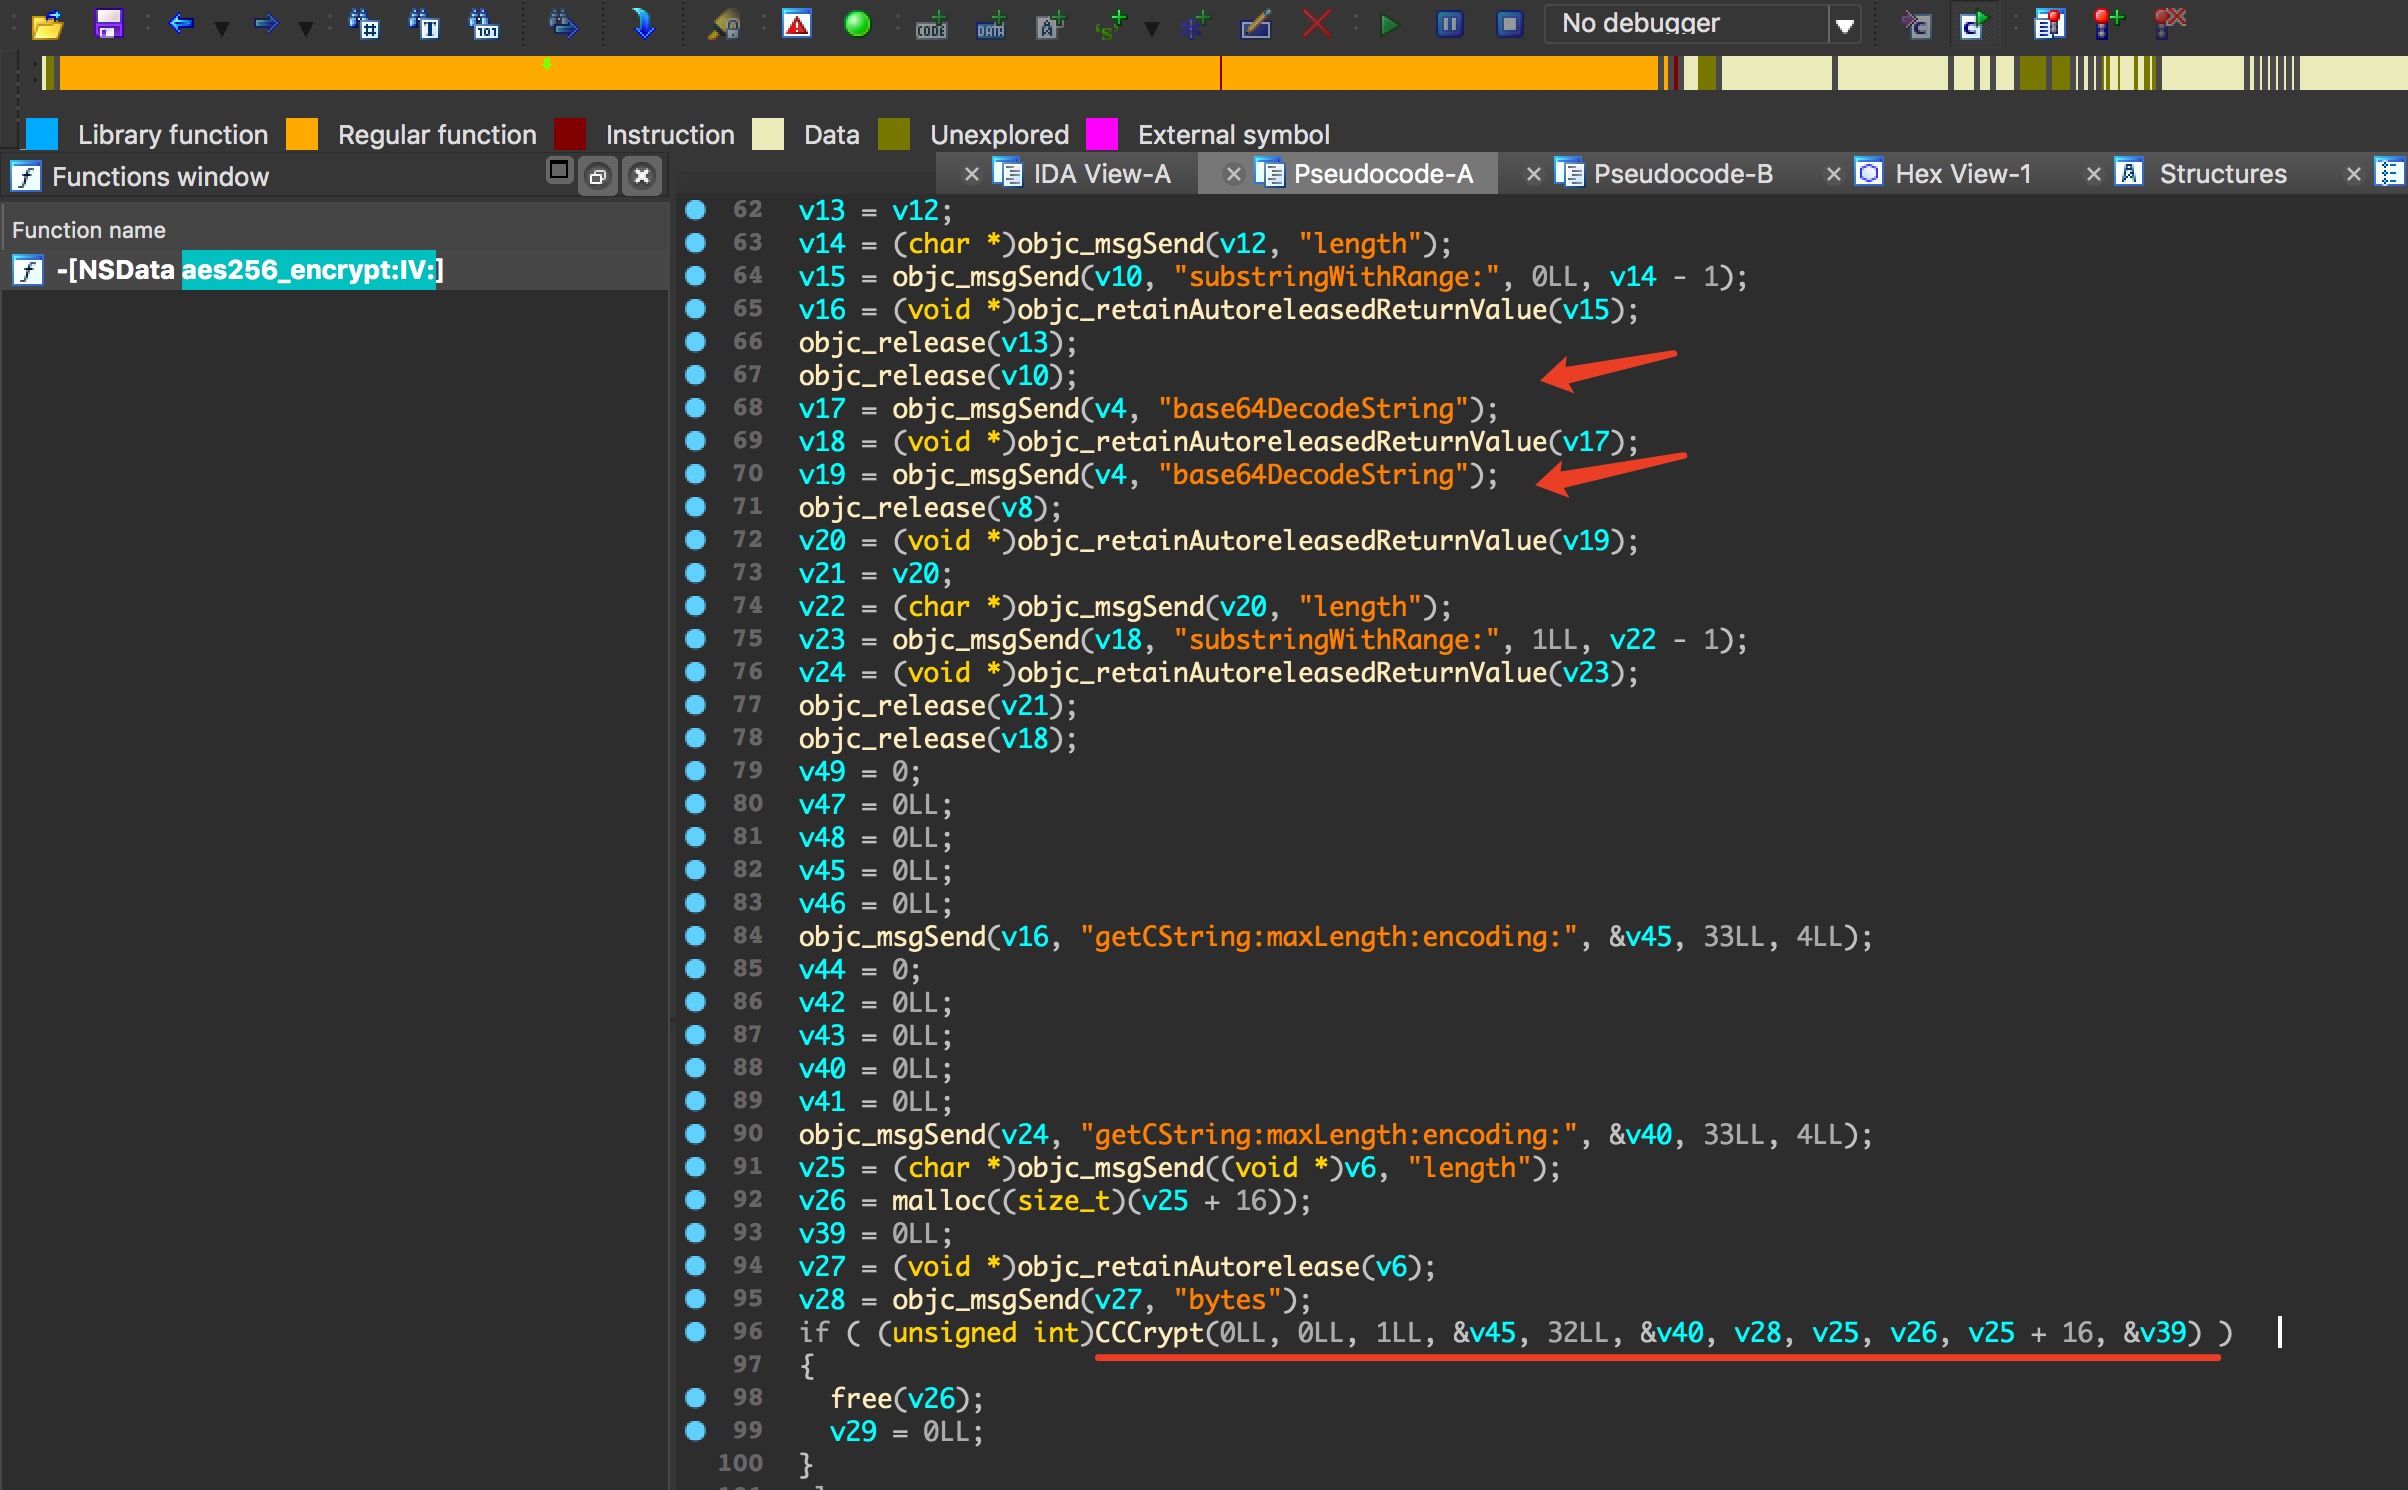 No debugger
Library function Regular function Instruction Data Unexplored External symbol
Functions window
IDA View-A Pseudocode-A Pseudocode-B Hex View-1 Structures
Function name
-[NSData aes256_encrypt:IV:]
62 v13 = v12;
63 v14 = (char *)objc_msgSend(v12, "length");
64 v15 = objc_msgSend(v10, "substringWithRange:", 0LL, v14 - 1);
65 v16 = (void *)objc_retainAutoreleasedReturnValue(v15);
66 objc_release(v13);
67 objc_release(v10);
68 v17 = objc_msgSend(v4, "base64DecodeString");
69 v18 = (void *)objc_retainAutoreleasedReturnValue(v17);
70 v19 = objc_msgSend(v4, "base64DecodeString");
71 objc_release(v8);
72 v20 = (void *)objc_retainAutoreleasedReturnValue(v19);
73 v21 = v20;
74 v22 = (char *)objc_msgSend(v20, "length");
75 v23 = objc_msgSend(v18, "substringWithRange:", 1LL, v22 - 1);
76 v24 = (void *)objc_retainAutoreleasedReturnValue(v23);
77 objc_release(v21);
78 objc_release(v18);
79 v49 = 0;
80 v47 = 0LL;
81 v48 = 0LL;
82 v45 = 0LL;
83 v46 = 0LL;
84 objc_msgSend(v16, "getCString:maxLength:encoding:", &v45, 33LL, 4LL);
85 v44 = 0;
86 v42 = 0LL;
87 v43 = 0LL;
88 v40 = 0LL;
89 v41 = 0LL;
90 objc_msgSend(v24, "getCString:maxLength:encoding:", &v40, 33LL, 4LL);
91 v25 = (char *)objc_msgSend((void *)v6, "length");
92 v26 = malloc((size_t)(v25 + 16));
93 v39 = 0LL;
94 v27 = (void *)objc_retainAutorelease(v6);
95 v28 = objc_msgSend(v27, "bytes");
96 if ( (unsigned int)CCCrypt(0LL, 0LL, 1LL, &v45, 32LL, &v40, v28, v25, v26, v25 + 16, &v39) )
97 {
98 free(v26);
99 v29 = 0LL;
100 }